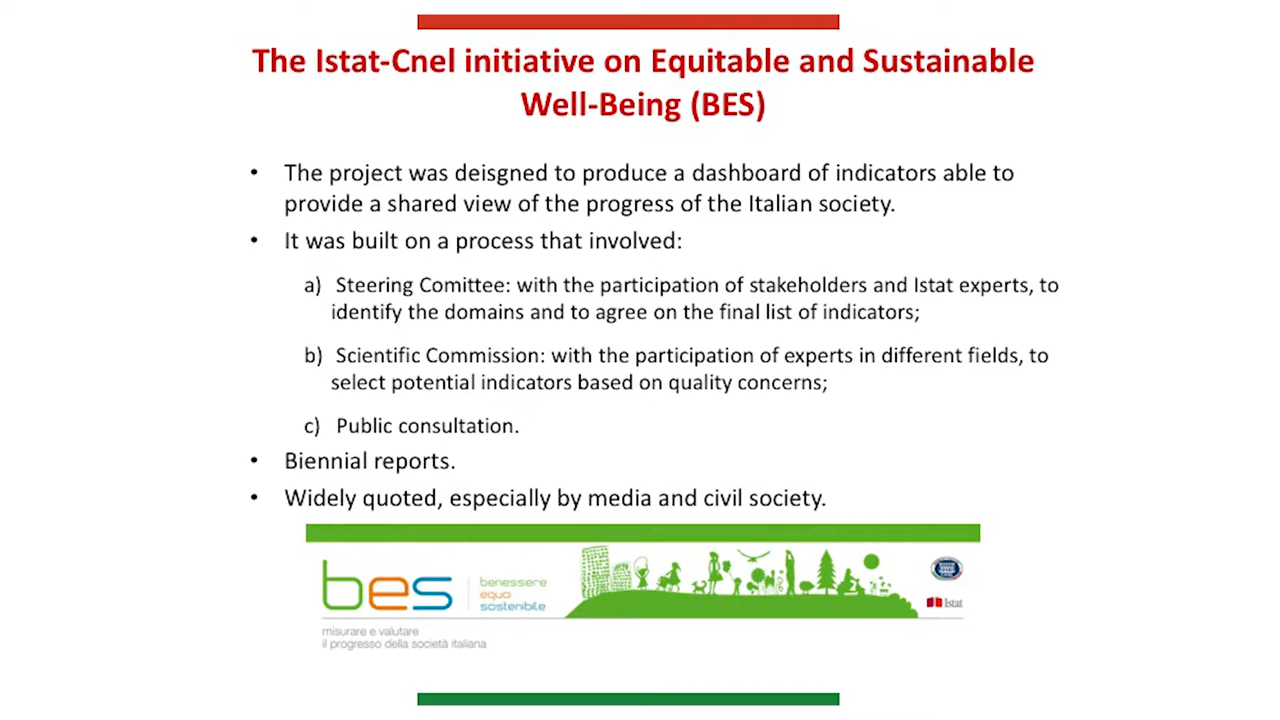 The Istat-Cnel initiative on Equitable and Sustainable
Well-Being (BES)
• The project was deisgned to produce a dashboard of indicators able to
provide a shared view of the progress of the Italian society.
• It was built on a process that involved:
a) Steering Comittee: with the participation of stakeholders and Istat experts, to
identify the domains and to agree on the final list of indicators;
b) Scientific Commission: with the participation of experts in different fields, to
select potential indicators based on quality concerns;
c) Public consultation.
• Biennial reports.
• Widely quoted, especially by media and civil society.
bes
benessere
equo
sostenibile
Istat
misurare e valutare
il progresso della società italiana